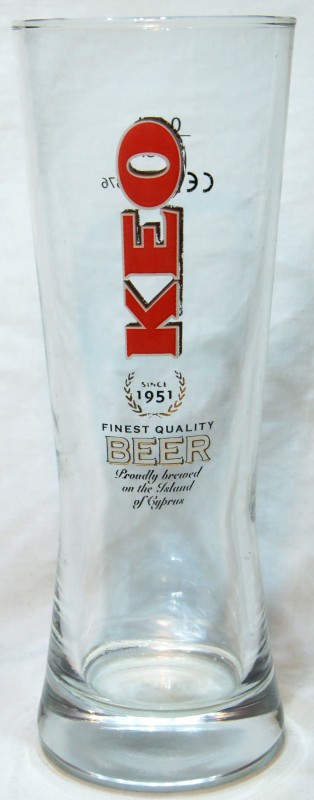 KEO
SINCE
1951
FINEST QUALITY
BEER
Proudly brewed
on the Island
of Cyprus